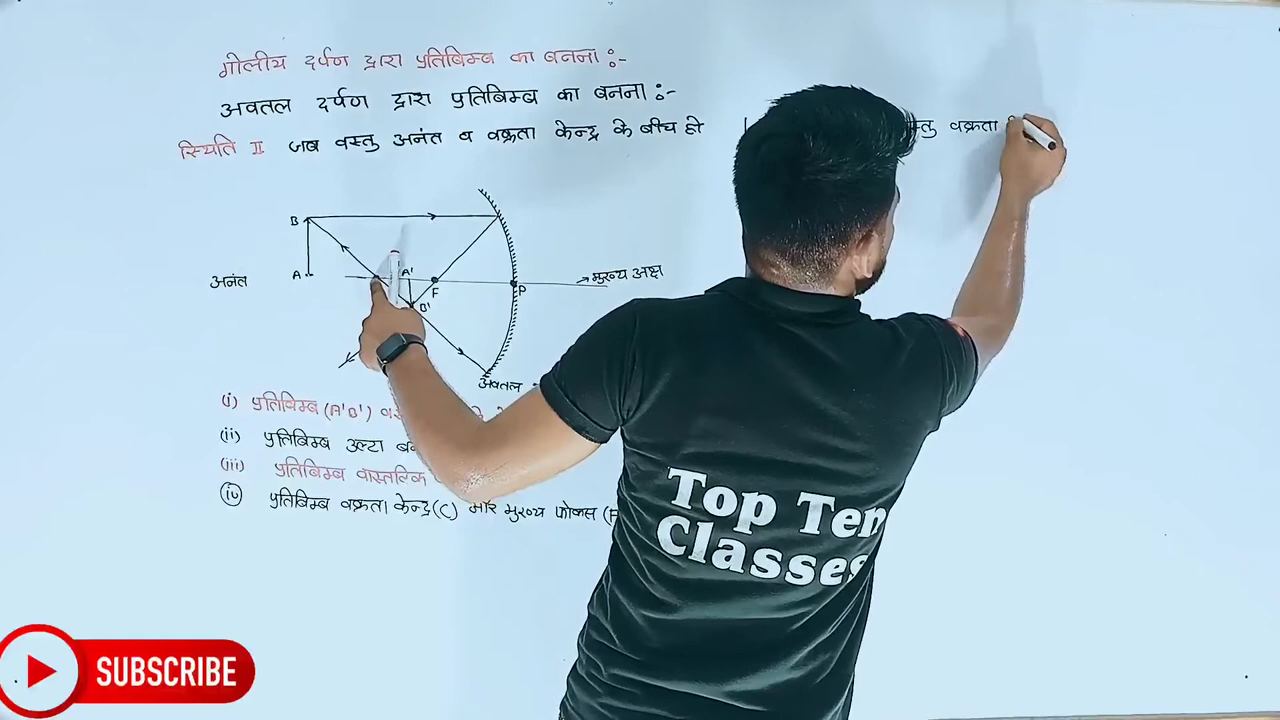 गोलीय दर्पण द्वारा प्रतिबिम्ब का बनना :-
अवतल दर्पण द्वारा प्रतिबिम्ब का बनना :-
स्थिति II जब वस्तु अनंत व वक्रता केन्द्र के बीच हो
वक्रता
B
A
अनंत
A'
B'
F
P
→ मुख्य अक्ष
अवतल
(i) प्रतिबिम्ब (A'B')
(ii) प्रतिबिम्ब उल्टा
(iii) प्रतिबिम्ब वास्तविक
(iv) प्रतिबिम्ब वक्रता केन्द्र (C) और मुख्य फोकस (F
Top Ten
Classes
SUBSCRIBE